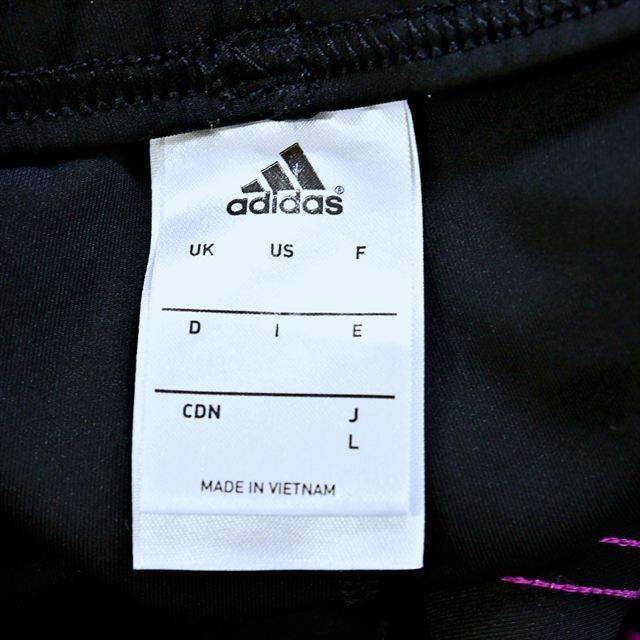 adidas®
UK US F
D I E
CDN J
L
MADE IN VIETNAM